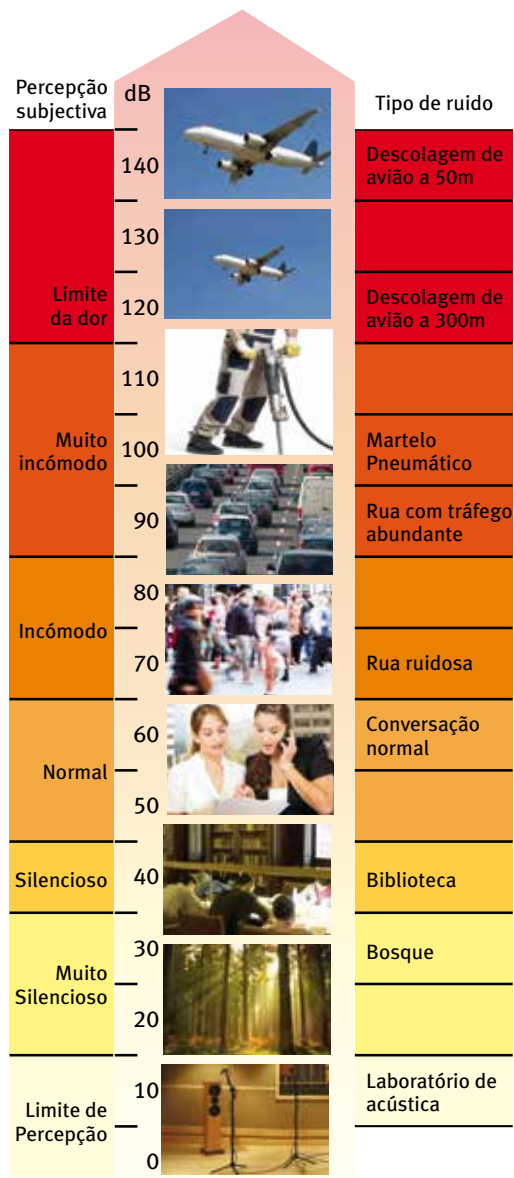 Percepção
subjectiva
dB
Tipo de ruido
140
Descolagem de
avião a 50m
130
Limite
da dor
120
Descolagem de
avião a 300m
110
Muito
incómodo
100
Martelo
Pneumático
90
Rua com tráfego
abundante
80
Incómodo
70
Rua ruidosa
60
Conversação
normal
Normal
50
Silencioso
40
Biblioteca
30
Bosque
Muito
Silencioso
20
10
Laboratório de
acústica
Limite de
Percepção
0